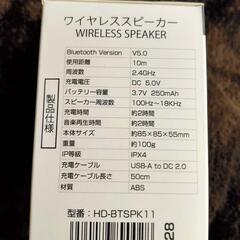 ワイヤレススピーカー
WIRELESS SPEAKER
製品仕様
Bluetooth Version V5.0
使用距離 10m
周波数 2.4GHz
充電電圧 DC 5.0V
バッテリー容量 3.7V 250mAh
スピーカー周波数 100Hz~18KHz
充電時間 約2時間
音楽再生時間 約2時間
本体サイズ 約85×85×55mm
重量 約100g
IP等級 IPX4
充電ケーブル USB-A to DC 2.0
充電ケーブル長さ 50cm
材質 ABS
型番：HD-BTSPK11
28